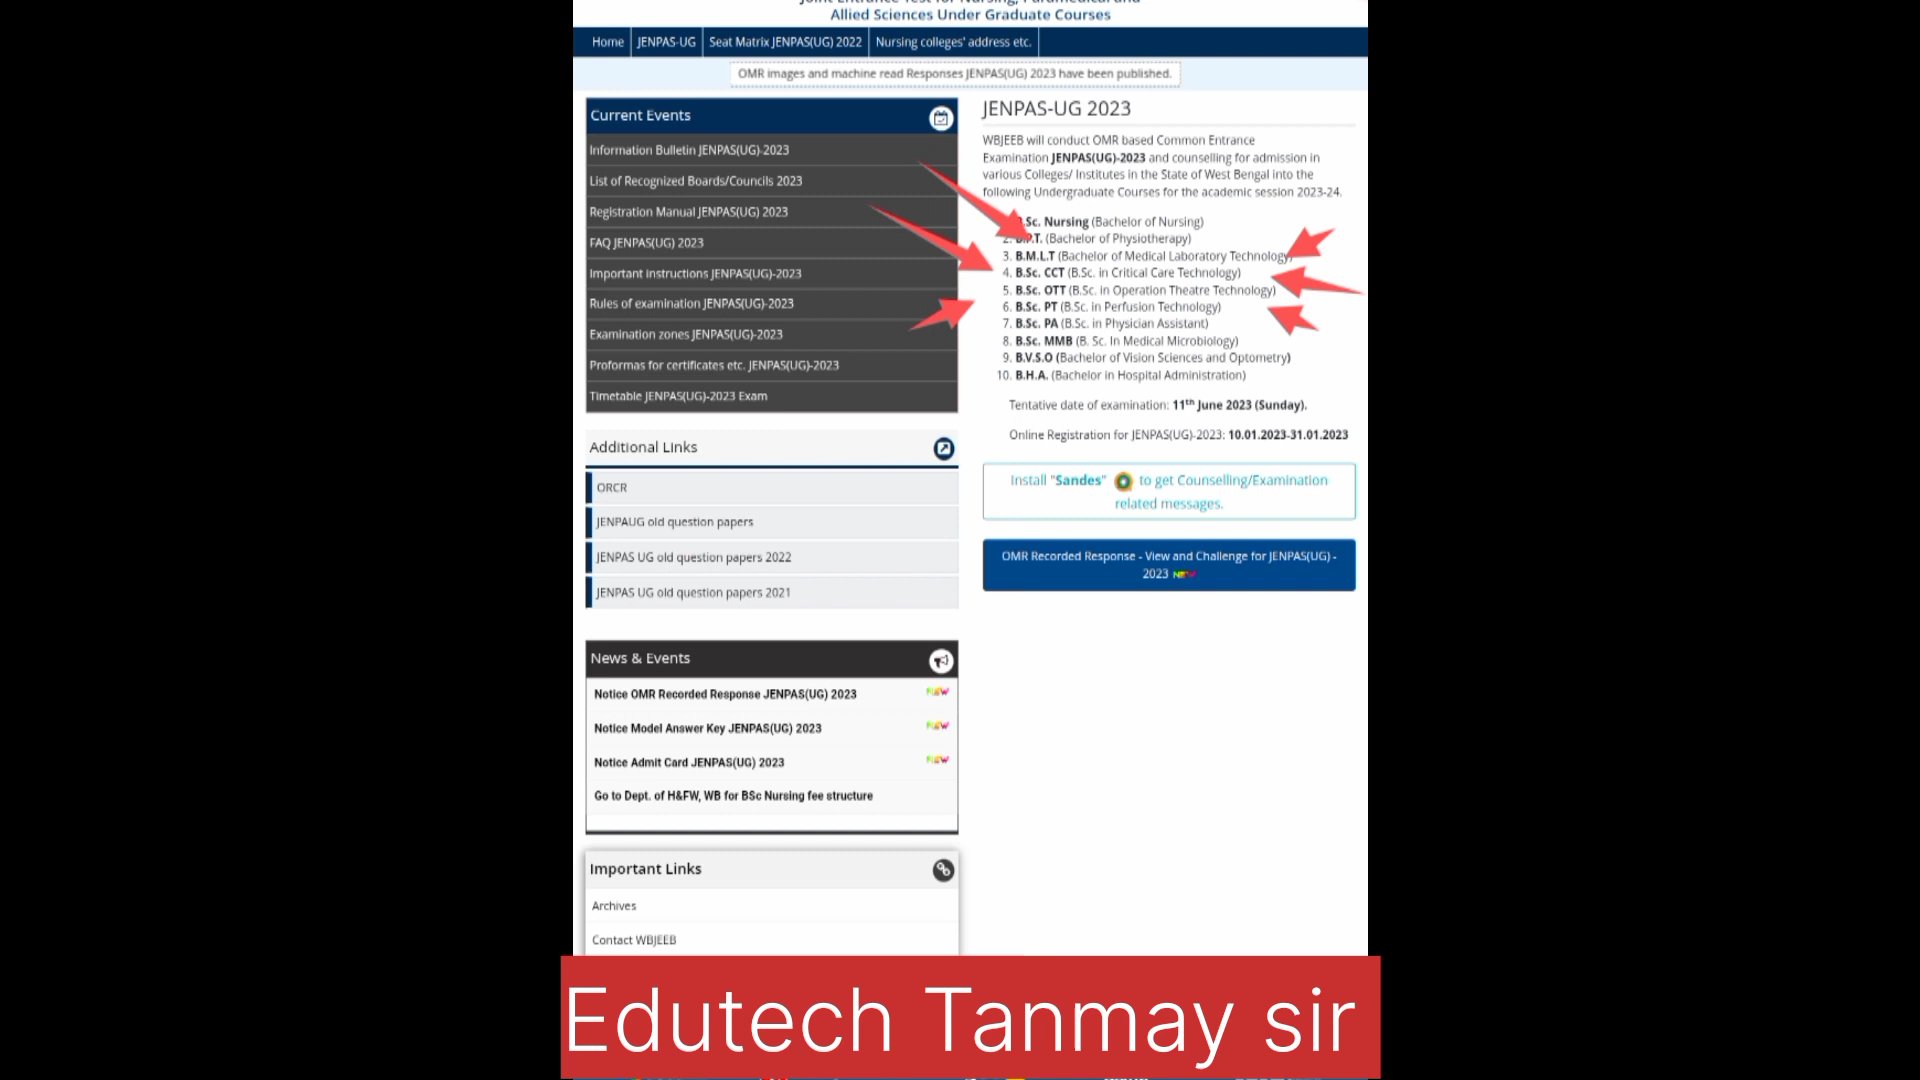 Allied Sciences Under Graduate Courses
Home JENPAS-UG Seat Matrix JENPAS(UG) 2022 Nursing colleges' address etc.
OMR images and machine read Responses JENPAS(UG) 2023 have been published.
Current Events
Information Bulletin JENPAS(UG)-2023
List of Recognized Boards/Councils 2023
Registration Manual JENPAS(UG) 2023
FAQ JENPAS(UG) 2023
Important instructions JENPAS(UG)-2023
Rules of examination JENPAS(UG)-2023
Examination zones JENPAS(UG)-2023
Proformas for certificates etc. JENPAS(UG)-2023
Timetable JENPAS(UG)-2023 Exam
Additional Links
ORCR
JENPAUG old question papers
JENPAS UG old question papers 2022
JENPAS UG old question papers 2021
News & Events
Notice OMR Recorded Response JENPAS(UG) 2023 NEW
Notice Model Answer Key JENPAS(UG) 2023 NEW
Notice Admit Card JENPAS(UG) 2023 NEW
Go to Dept. of H&FW, WB for BSc Nursing fee structure
Important Links
Archives
Contact WBJEEB
JENPAS-UG 2023
WBJEEB will conduct OMR based Common Entrance
Examination JENPAS(UG)-2023 and counselling for admission in
various Colleges/ Institutes in the State of West Bengal into the
following Undergraduate Courses for the academic session 2023-24.
.Sc. Nursing (Bachelor of Nursing)
2. B.P.T. (Bachelor of Physiotherapy)
3. B.M.L.T (Bachelor of Medical Laboratory Technology)
4. B.Sc. CCT (B.Sc. in Critical Care Technology)
5. B.Sc. OTT (B.Sc. in Operation Theatre Technology)
6. B.Sc. PT (B.Sc. in Perfusion Technology)
7. B.Sc. PA (B.Sc. in Physician Assistant)
8. B.Sc. MMB (B. Sc. In Medical Microbiology)
9. B.V.S.O (Bachelor of Vision Sciences and Optometry)
10. B.H.A. (Bachelor in Hospital Administration)
Tentative date of examination: 11th June 2023 (Sunday).
Online Registration for JENPAS(UG)-2023: 10.01.2023-31.01.2023
Install "Sandes" to get Counselling/Examination
related messages.
OMR Recorded Response - View and Challenge for JENPAS(UG) -
2023 NEW
Edutech Tanmay sir